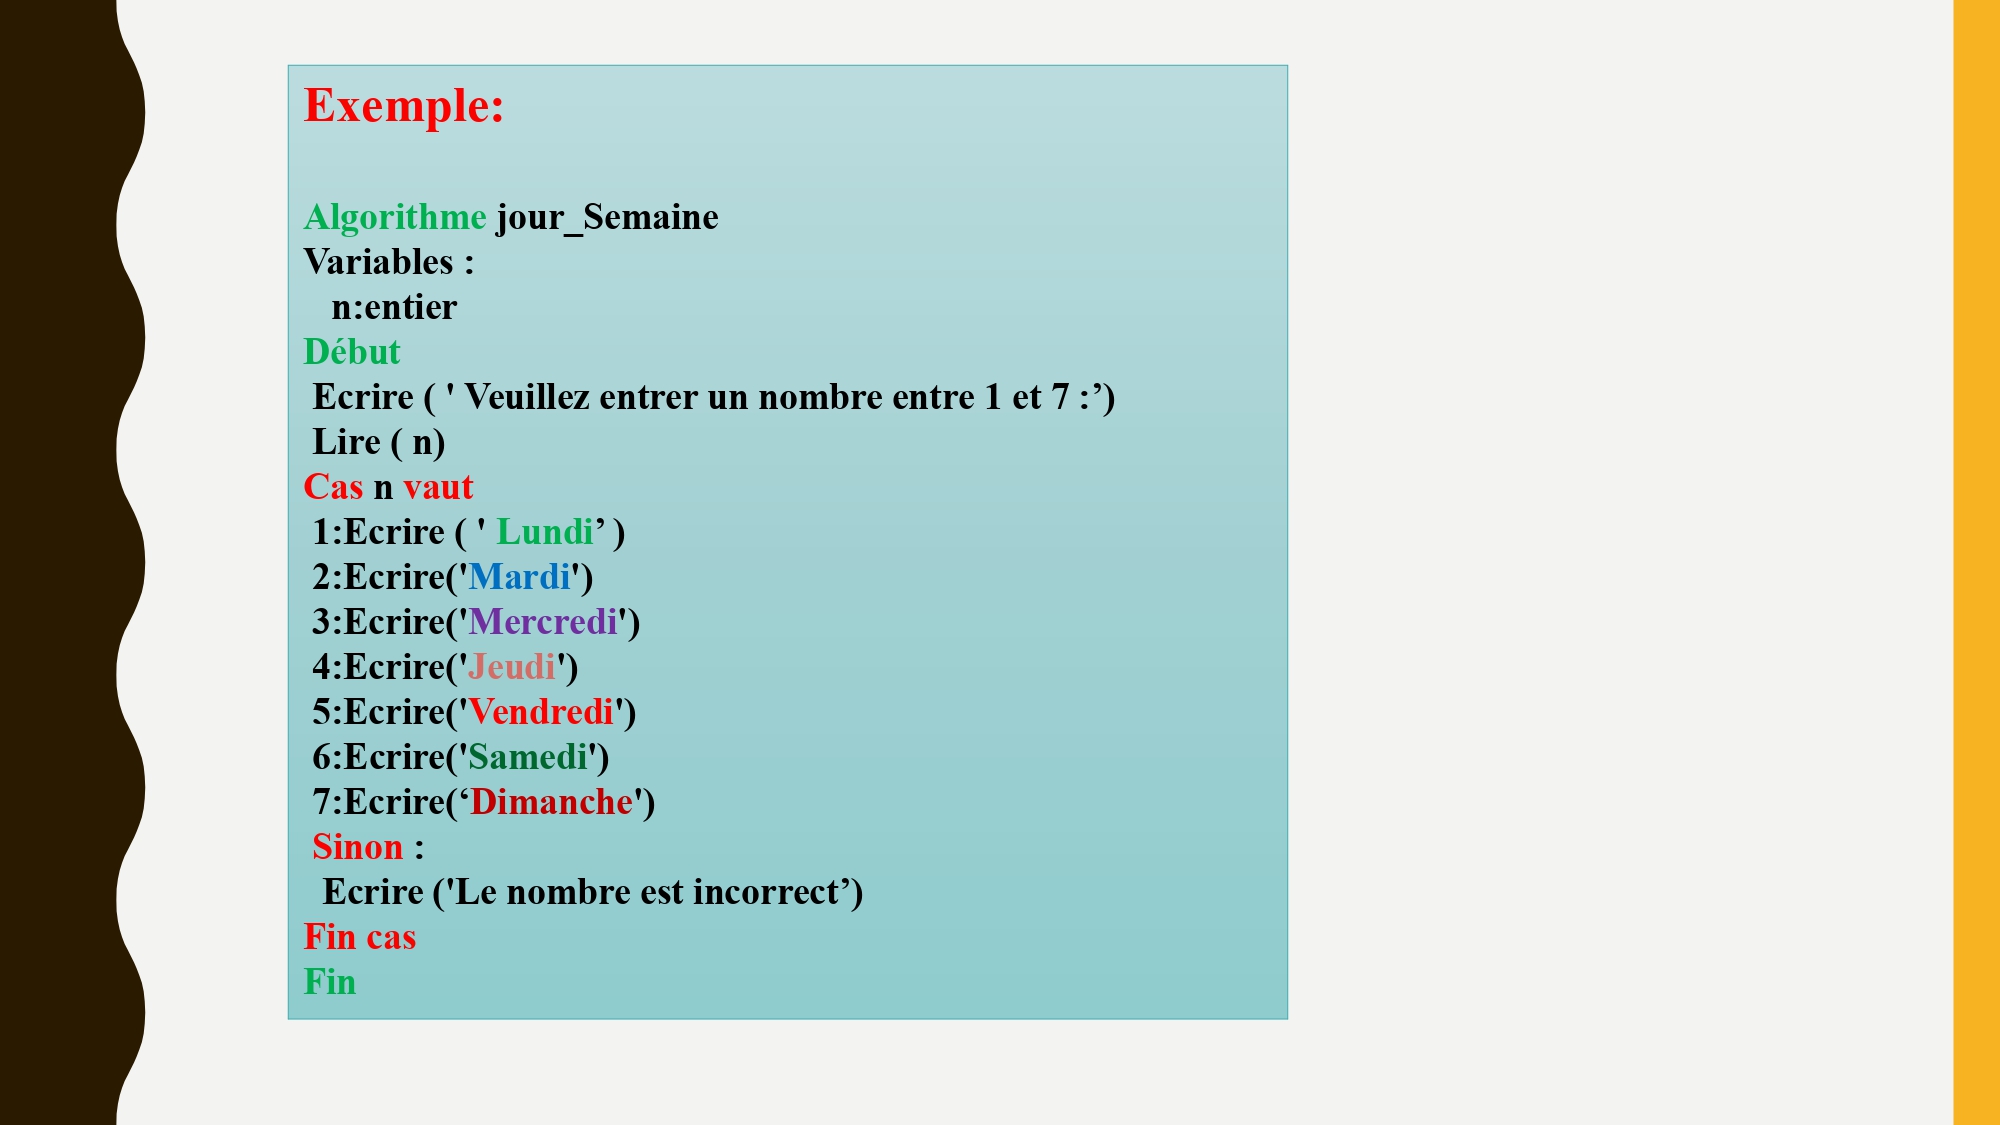 Exemple:
Algorithme jour_Semaine
Variables :
n:entier
Début
Ecrire ( ' Veuillez entrer un nombre entre 1 et 7 :’)
Lire ( n)
Cas n vaut
1:Ecrire ( ' Lundi’ )
2:Ecrire('Mardi')
3:Ecrire('Mercredi')
4:Ecrire('Jeudi')
5:Ecrire('Vendredi')
6:Ecrire('Samedi')
7:Ecrire(‘Dimanche')
Sinon :
Ecrire ('Le nombre est incorrect’)
Fin cas
Fin